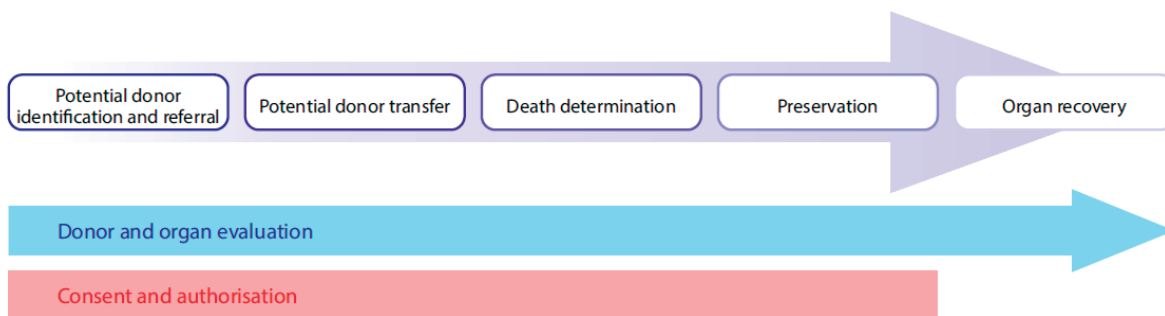 Potential donor
identification and referral
Potential donor transfer
Death determination
Preservation
Organ recovery
Donor and organ evaluation
Consent and authorisation